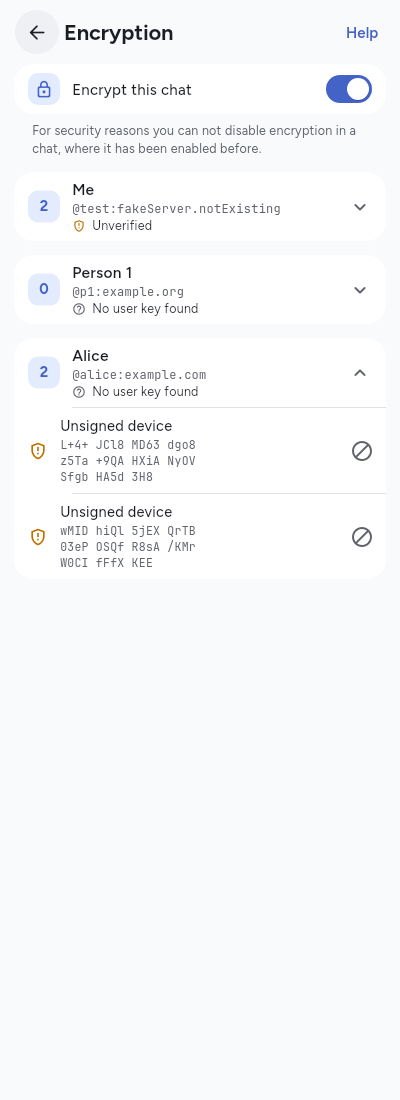 Encryption
Help
Encrypt this chat
For security reasons you can not disable encryption in a
chat, where it has been enabled before.
2
Me
@test:fakeServer.notExisting
Unverified
0
Person 1
@p1:example.org
No user key found
2
Alice
@alice:example.com
No user key found
Unsigned device
L+4+ JCl8 MD63 dgo8
z5Ta +9QA HXiA NyOV
Sfgb HA5d 3H8
Unsigned device
wMID hiQl 5jEX QrTB
03eP OSQf R8sA /KMr
W0CI fFfX KEE